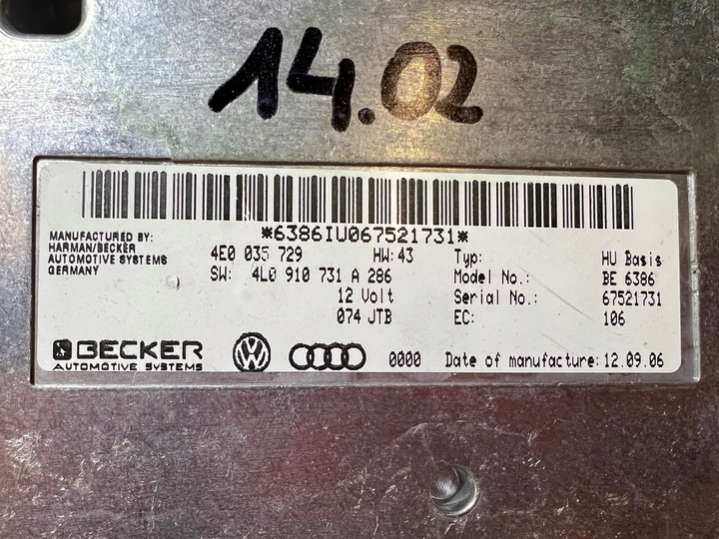 14.02
*6386IU067521731*
MANUFACTURED BY:
HARMAN/BECKER
AUTOMOTIVE SYSTEMS
GERMANY
4E0 035 729 HW:43
SW: 4L0 910 731 A 286
12 Volt
074 JTB
Typ: HU Basis
Model No.: BE 6386
Serial No.: 67521731
EC: 106
BECKER
AUTOMOTIVE SYSTEMS
0000 Date of manufacture: 12.09.06